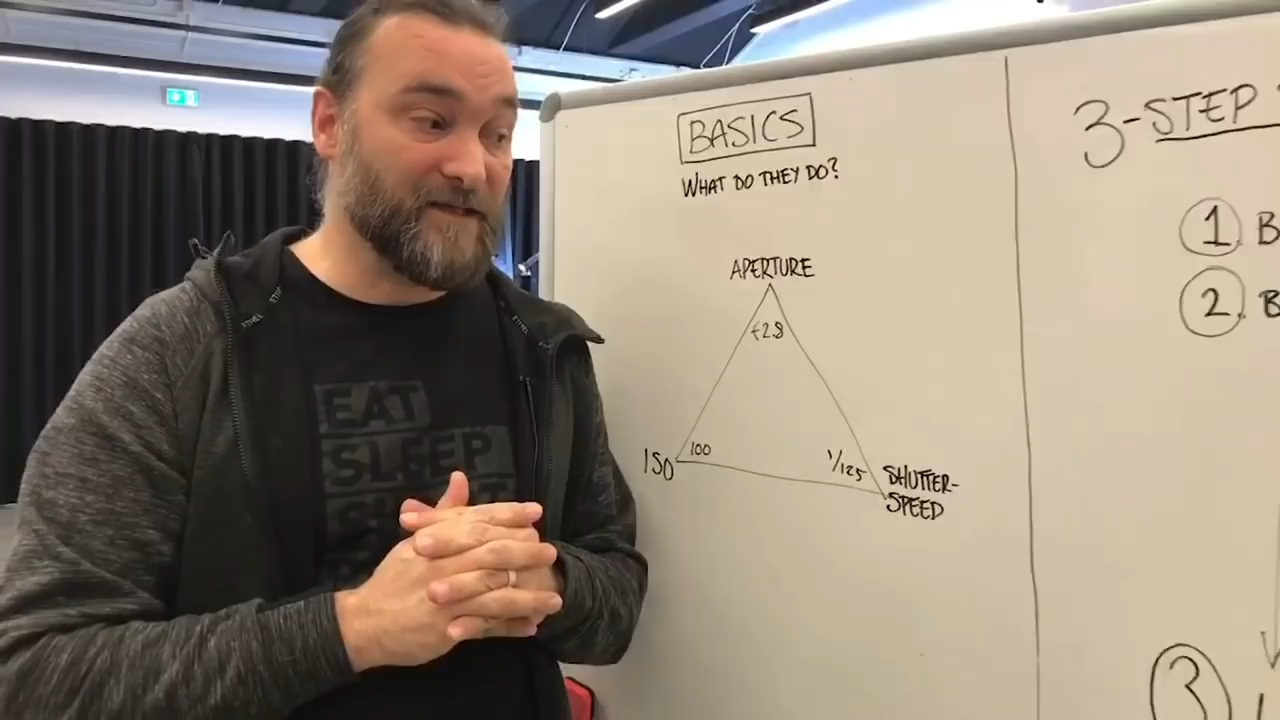 BASICS
WHAT DO THEY DO?
APERTURE
f2.8
ISO
100
1/125
SHUTTER-
SPEED
3-STEP
1. B
2. B
3
EAT
SLEEP